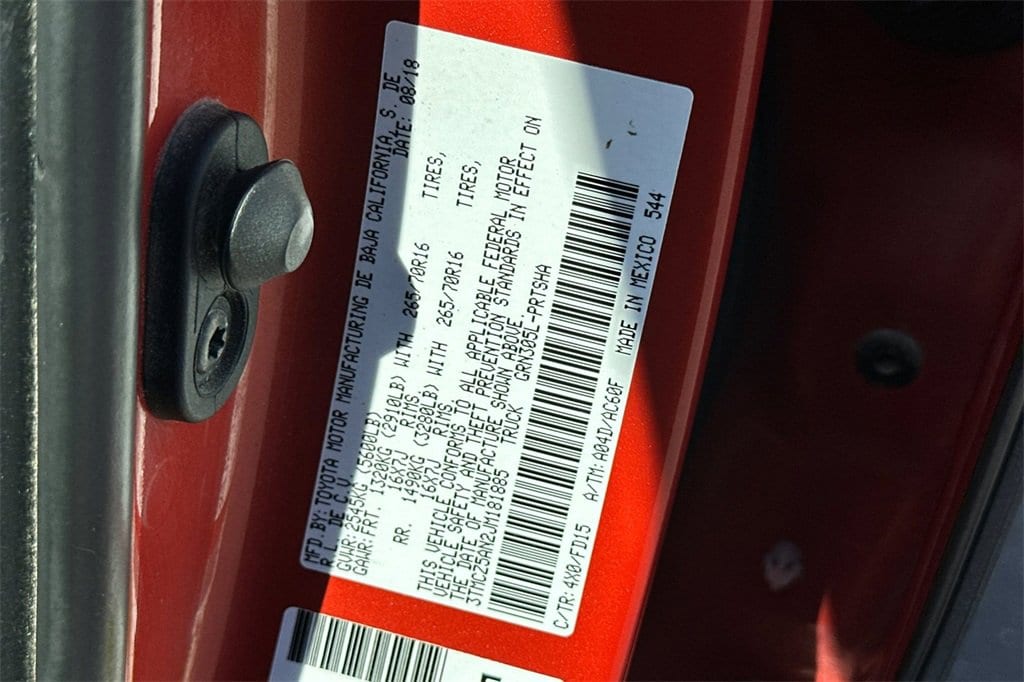 MFD.BY:TOYOTA MOTOR MANUFACTURING DE BAJA CALIFORNIA, S. DE
R.L. DE C.V. DATE: 08/18
GVWR:2545KG (5600LB)
GAWR:FRT. 1320KG (2910LB) WITH 265/70R16 TIRES,
16X7J RIMS
RR. 1490KG (3280LB) WITH 265/70R16 TIRES,
16X7J RIMS
THIS VEHICLE CONFORMS TO ALL APPLICABLE FEDERAL MOTOR
VEHICLE SAFETY AND THEFT PREVENTION STANDARDS IN EFFECT ON
THE DATE OF MANUFACTURE SHOWN ABOVE.
3TMCZ5AN2JM181885 TRUCK GRN305L-PRTSHA
C/TR:4X0/FD15 A/TM:A04D/MC60F MADE IN MEXICO 544